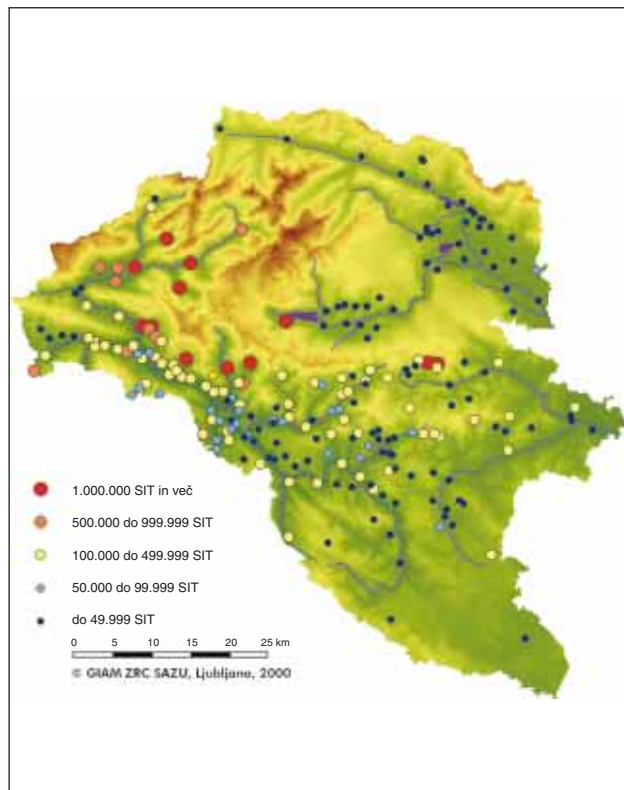 1.000.000 SIT in več
500.000 do 999.999 SIT
100.000 do 499.999 SIT
50.000 do 99.999 SIT
do 49.999 SIT
0 5 10 15 20 25 km
© GIAM ZRC SAZU, Ljubljana, 2000